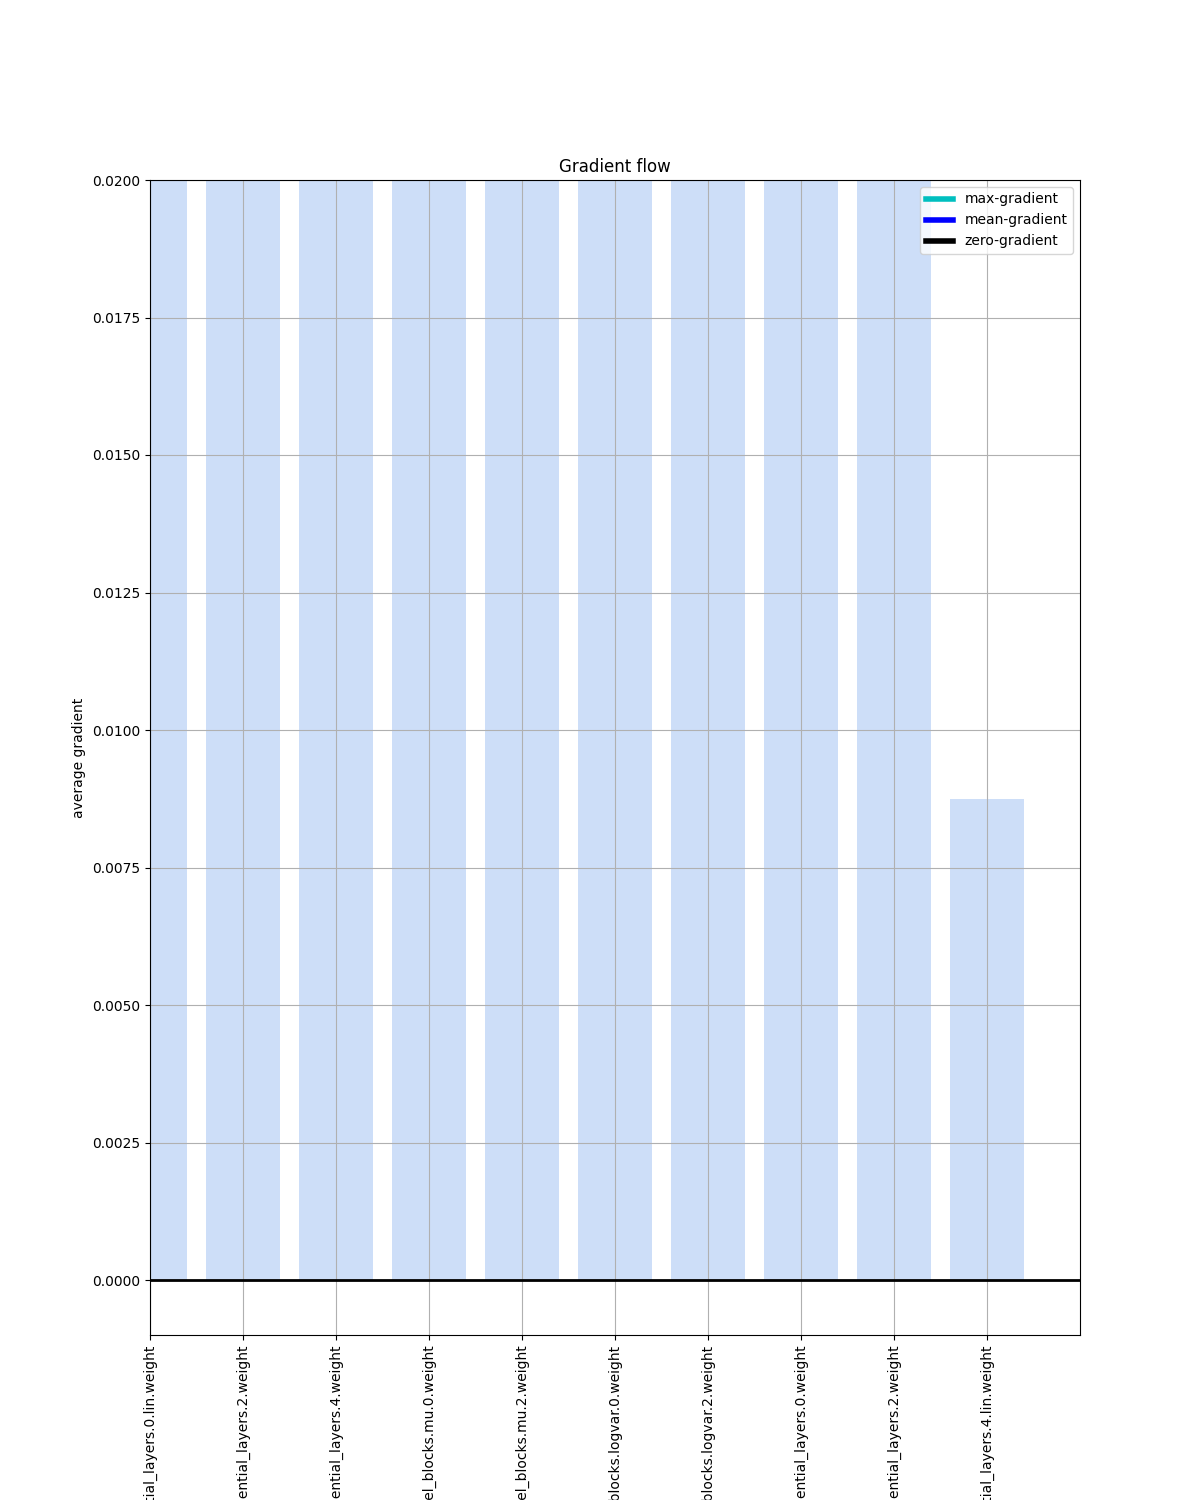 Gradient flow
max-gradient
mean-gradient
zero-gradient
0.0200
0.0175
0.0150
0.0125
0.0100
0.0075
0.0050
0.0025
0.0000
average gradient
tial_layers.0.lin.weight
ential_layers.2.weight
ential_layers.4.weight
el_blocks.mu.0.weight
el_blocks.mu.2.weight
blocks.logvar.0.weight
blocks.logvar.2.weight
ential_layers.0.weight
ential_layers.2.weight
tial_layers.4.lin.weight